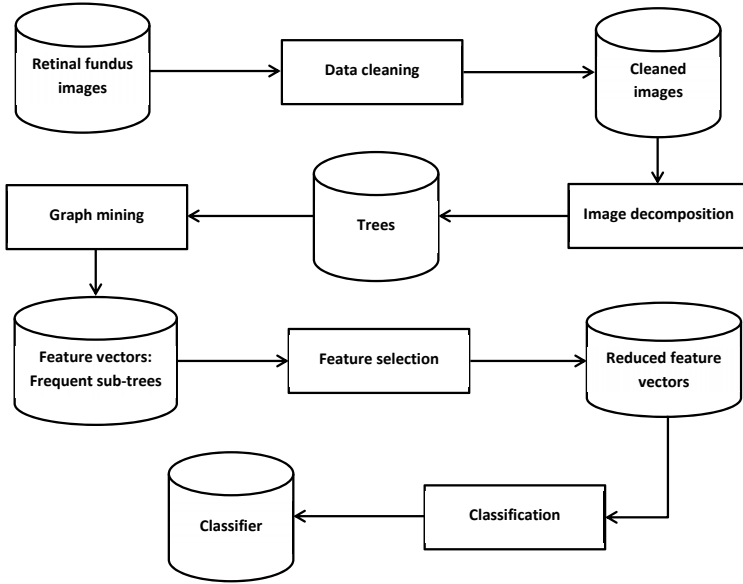 Retinal fundus
images
Data cleaning
Cleaned
images
Image decomposition
Trees
Graph mining
Feature vectors:
Frequent sub-trees
Feature selection
Reduced feature
vectors
Classification
Classifier